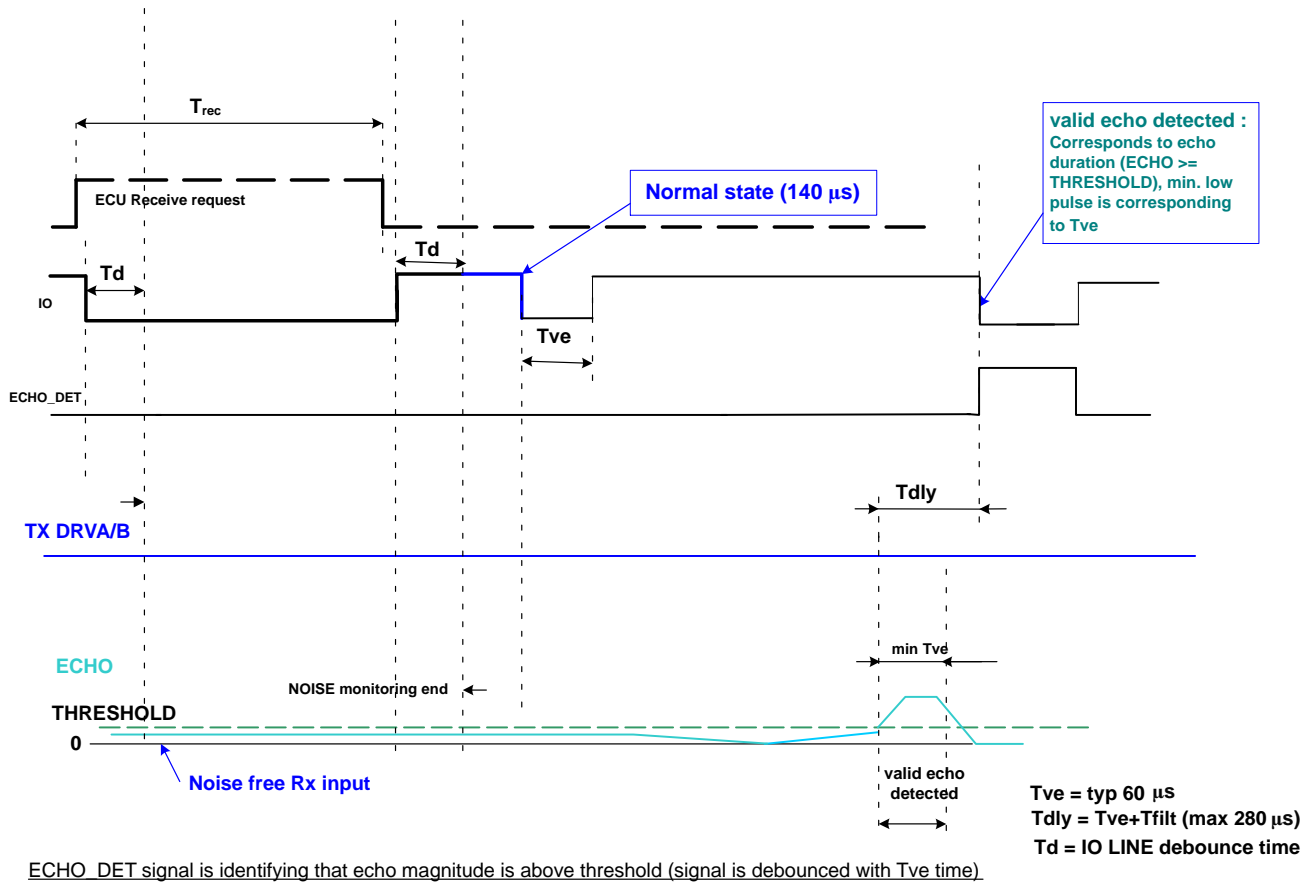 Trec
ECU Receive request
valid echo detected :
Corresponds to echo
duration (ECHO >=
THRESHOLD), min. low
pulse is corresponding
to Tve
Normal state (140 μs)
Td
Td
IO
Tve
ECHO_DET
Tdly
TX DRVA/B
min Tve
ECHO
NOISE monitoring end
THRESHOLD
0
Noise free Rx input
valid echo
detected
Tve = typ 60 μs
Tdly = Tve+Tfilt (max 280 μs)
Td = IO LINE debounce time
ECHO_DET signal is identifying that echo magnitude is above threshold (signal is debounced with Tve time)